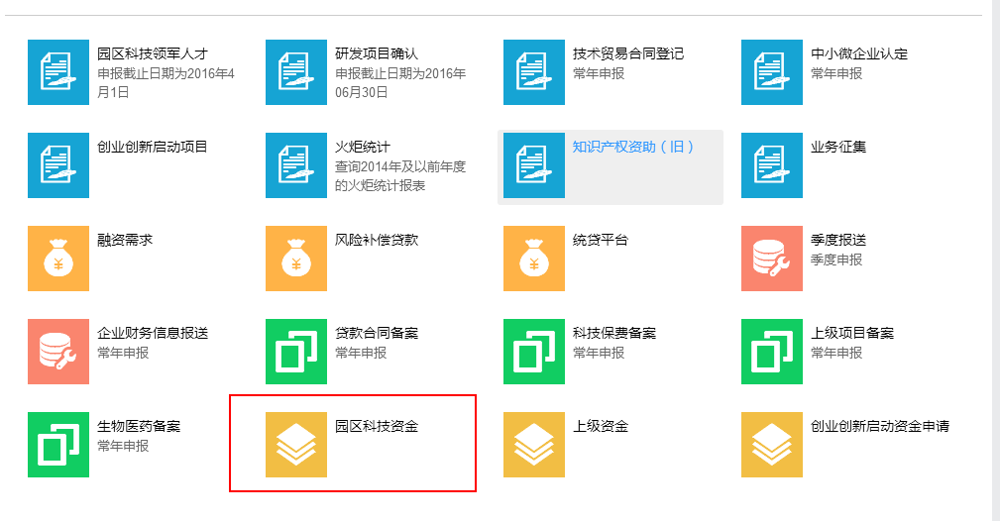 园区科技领军人才
申报截止日期为2016年4
月1日
研发项目确认
申报截止日期为2016年
06月30日
技术贸易合同登记
常年申报
中小微企业认定
常年申报
创业创新启动项目
火炬统计
查询2014年及以前年度
的火炬统计报表
知识产权资助（旧）
业务征集
融资需求
风险补偿贷款
统贷平台
季度报送
季度申报
企业财务信息报送
常年申报
贷款合同备案
常年申报
科技保费备案
常年申报
上级项目备案
常年申报
生物医药备案
常年申报
园区科技资金
上级资金
创业创新启动资金申请